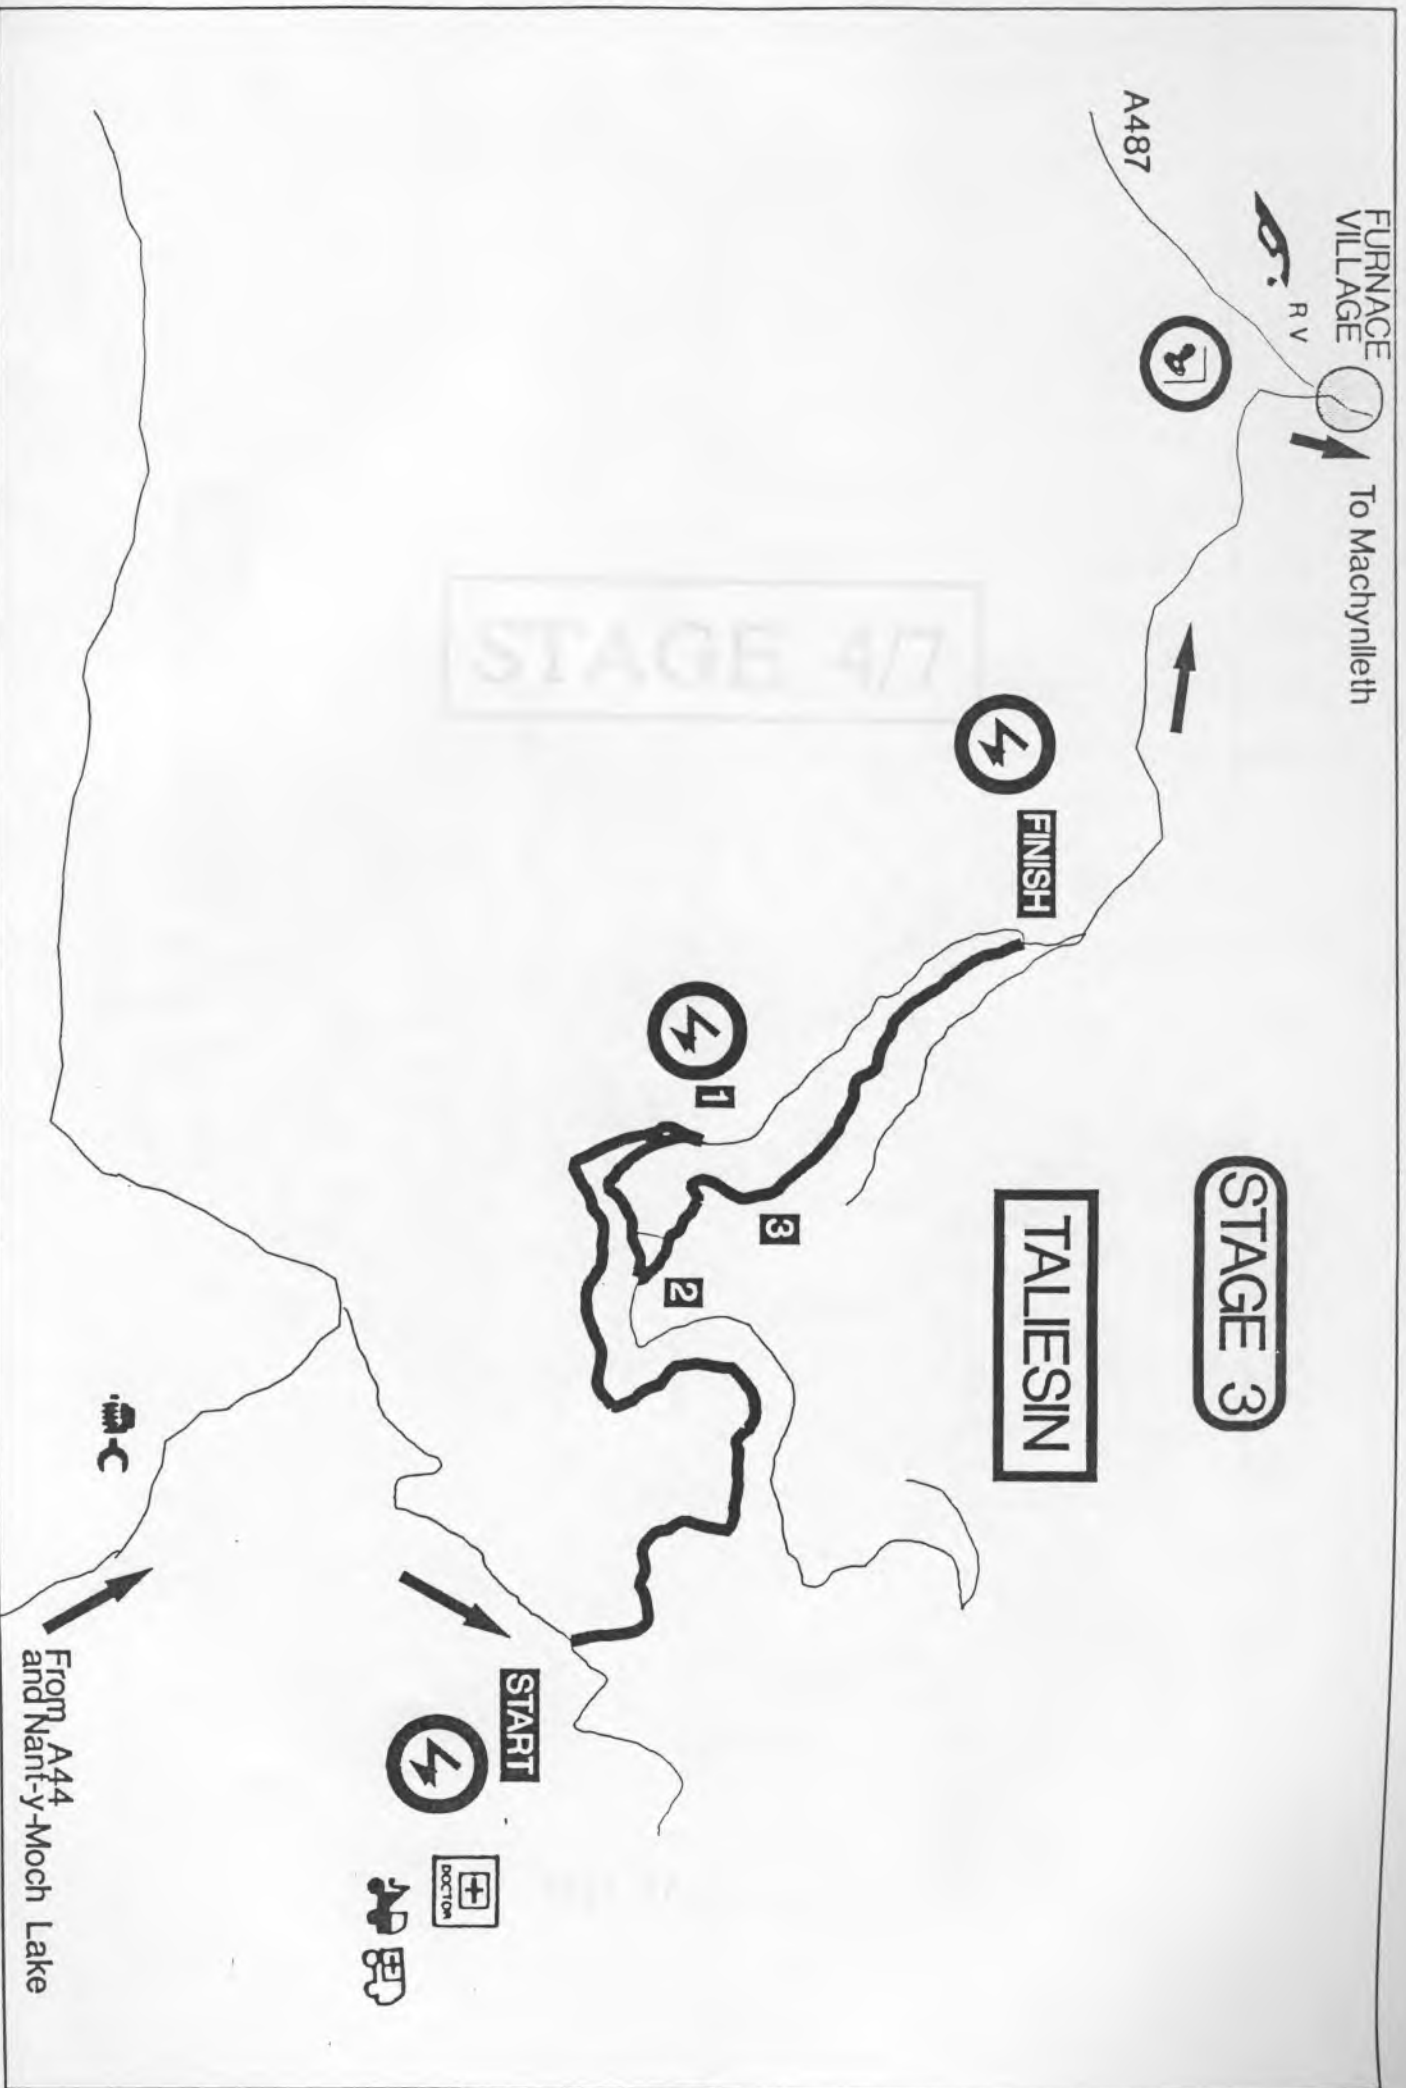 FURNACE
VILLAGE
A487
R V
To Machynlleth
STAGE 3
TALIESIN
FINISH
1
3
2
START
DOCTOR
From A44
and Nant-y-Moch Lake
STAGE 4/7